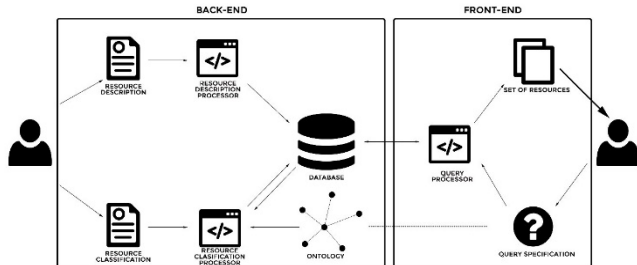 BACK-END
FRONT-END
RESOURCE
DESCRIPTION
RESOURCE
DESCRIPTION
PROCESSOR
SET OF RESOURCES
</>
</>
DATABASE
QUERY
PROCESSOR
</>
?
RESOURCE
CLASSIFICATION
RESOURCE
CLASIFICATION
PROCESSOR
ONTOLOGY
QUERY SPECIFICATION